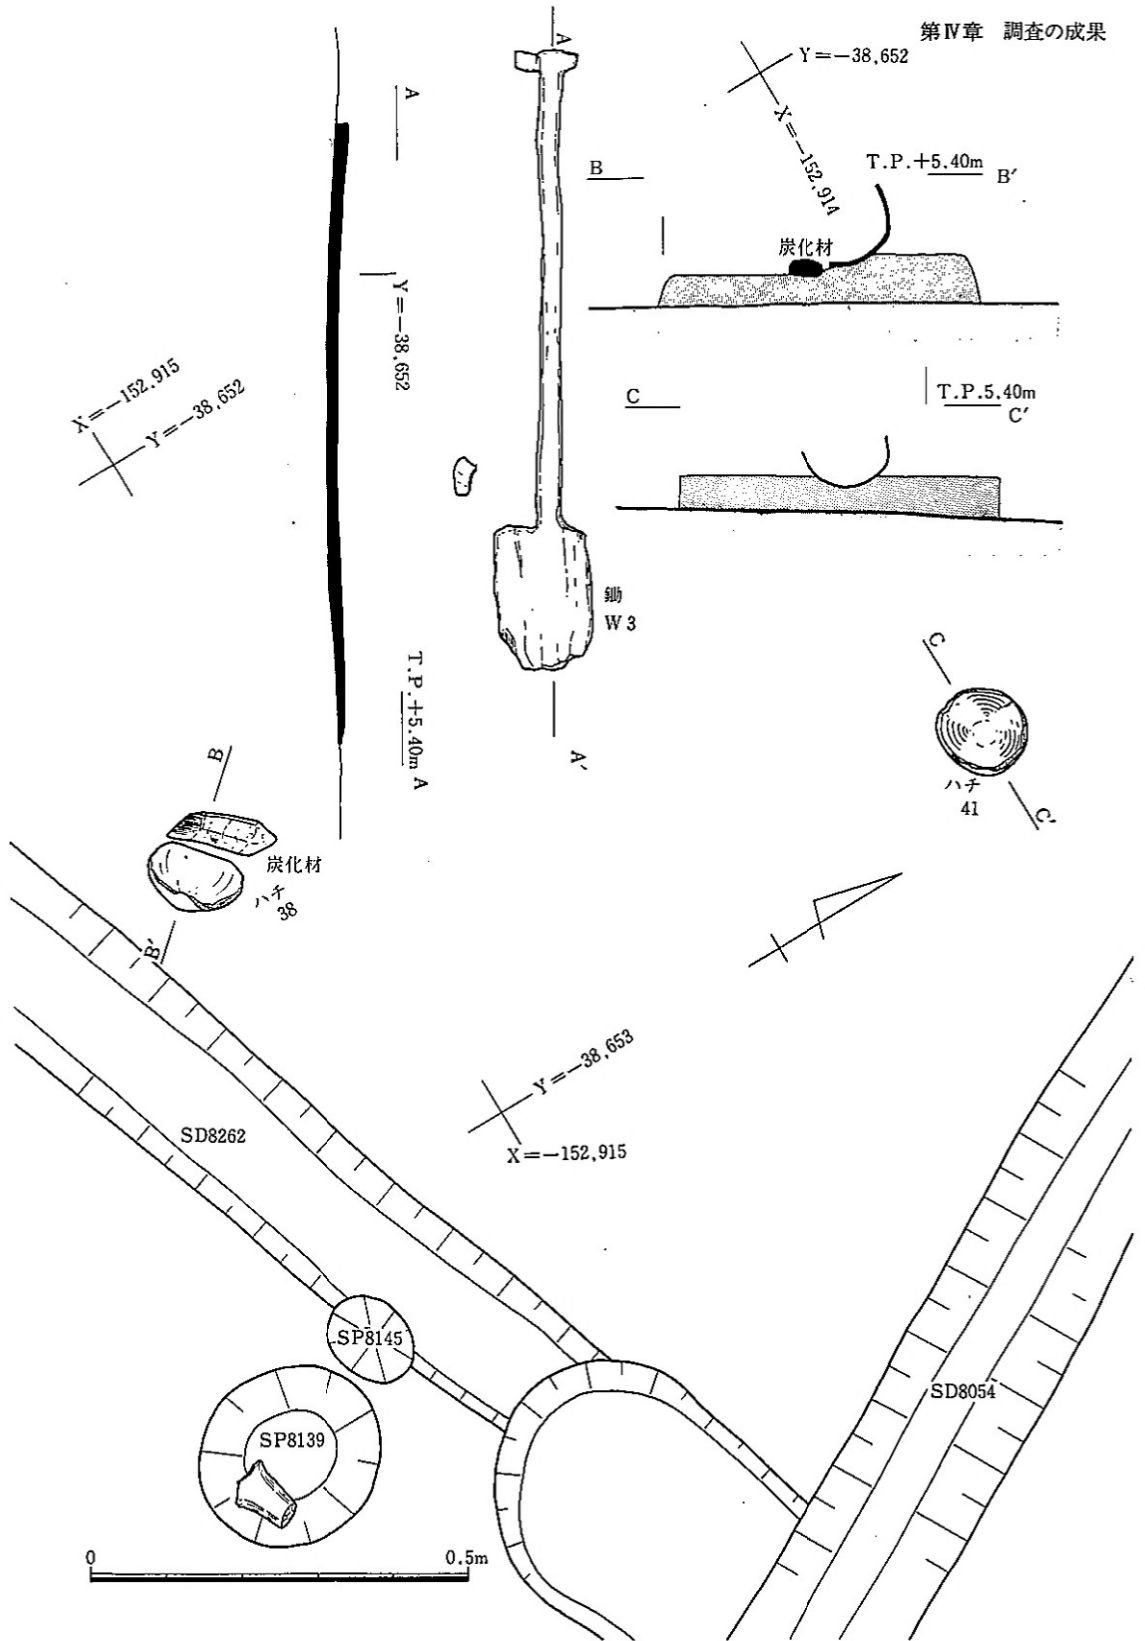 第Ⅳ章 調査の成果
A
Y=-38,652
X=-152,914
A
B
T.P.+5.40m
B′
炭化材
Y=-38,652
X=-152,915
Y=-38,652
C
T.P.5.40m
C′
鋤
W3
T.P.+5.40m A
A′
C
ハチ
41
C′
B
炭化材
ハチ
38
B′
Y=-38,653
X=-152,915
SD8262
SP8145
SP8139
SD8054
0
0.5m